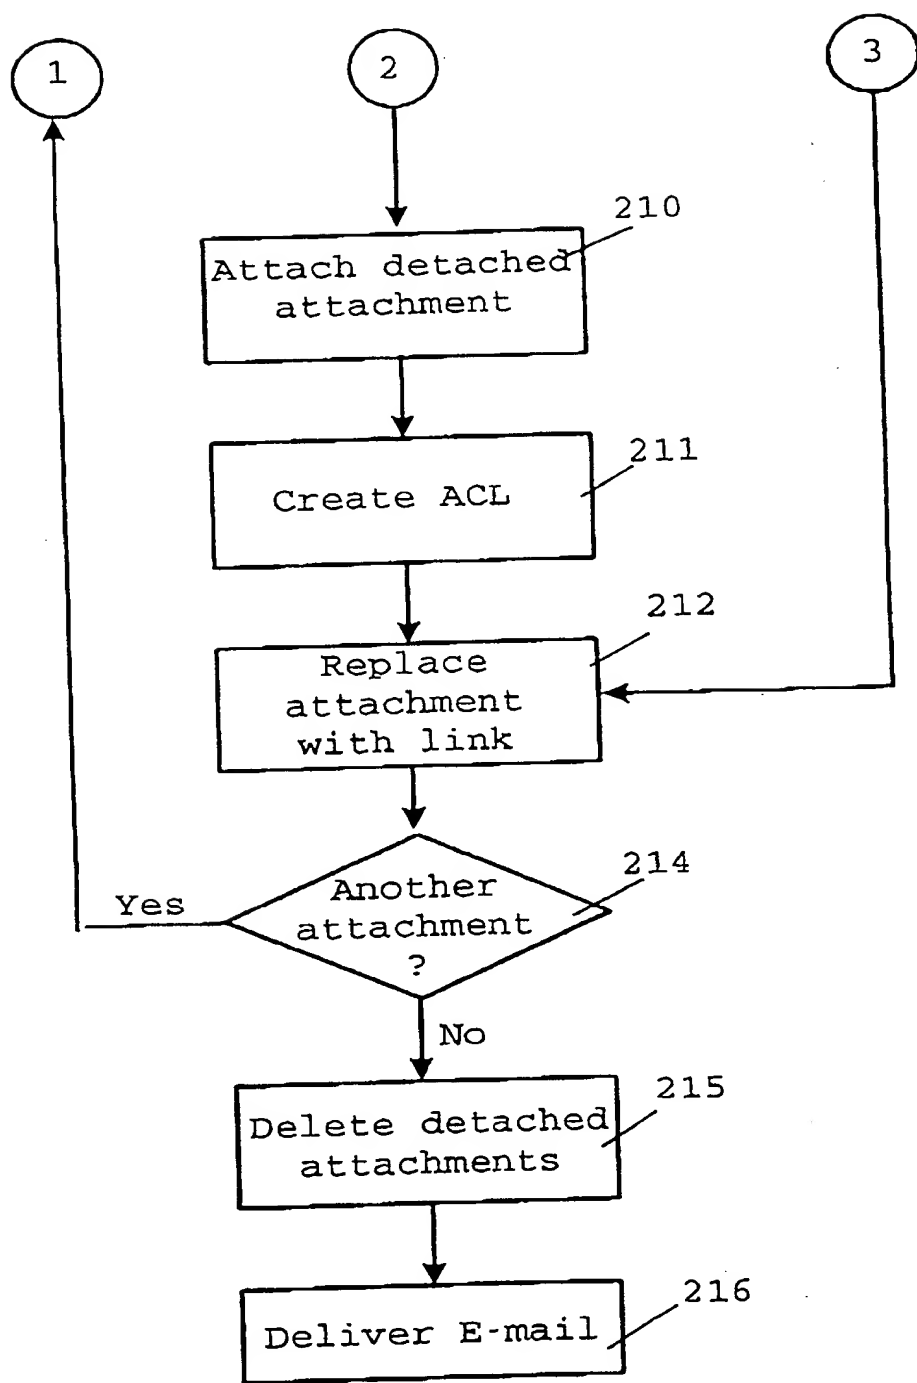 1
2
3
210
Attach detached
attachment
211
Create ACL
212
Replace
attachment
with link
214
Another
attachment
?
Yes
No
215
Delete detached
attachments
216
Deliver E-mail